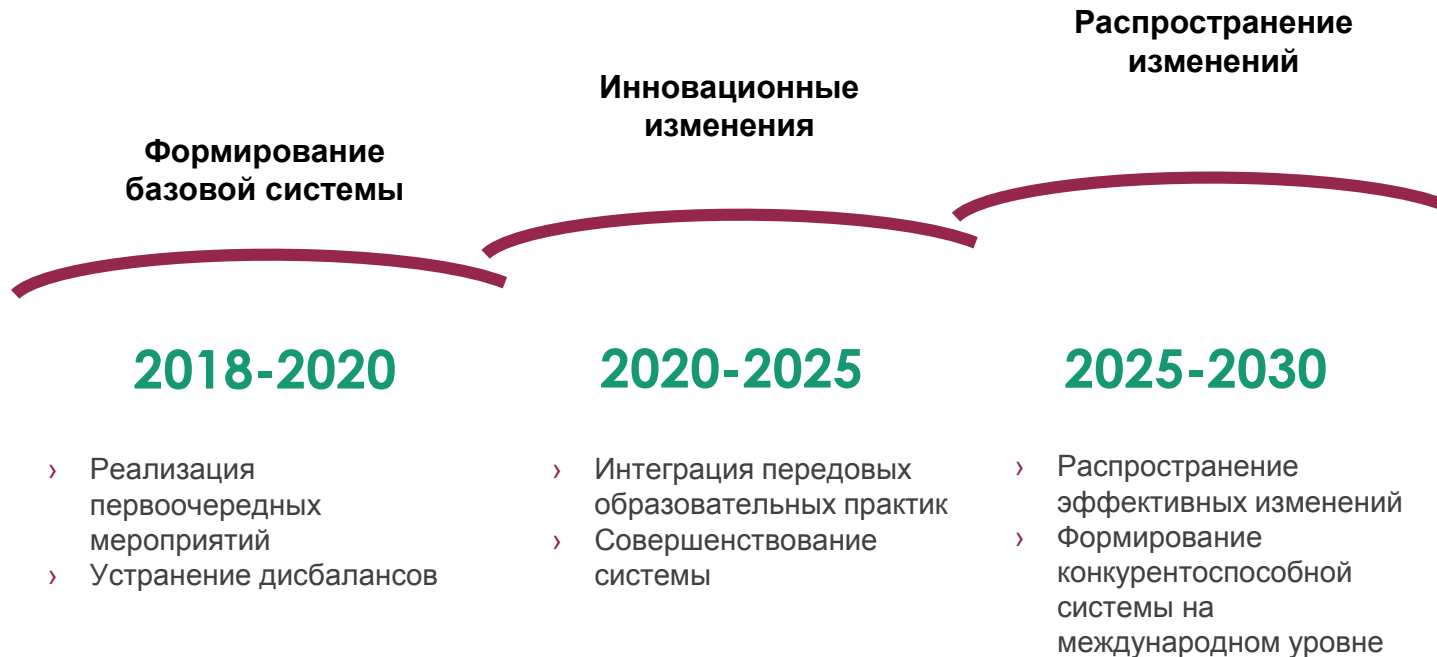 Формирование
базовой системы
2018-2020
› Реализация
первоочередных
мероприятий
› Устранение дисбалансов
Инновационные
изменения
2020-2025
› Интеграция передовых
образовательных практик
› Совершенствование
системы
Распространение
изменений
2025-2030
› Распространение
эффективных изменений
› Формирование
конкурентоспособной
системы на
международном уровне